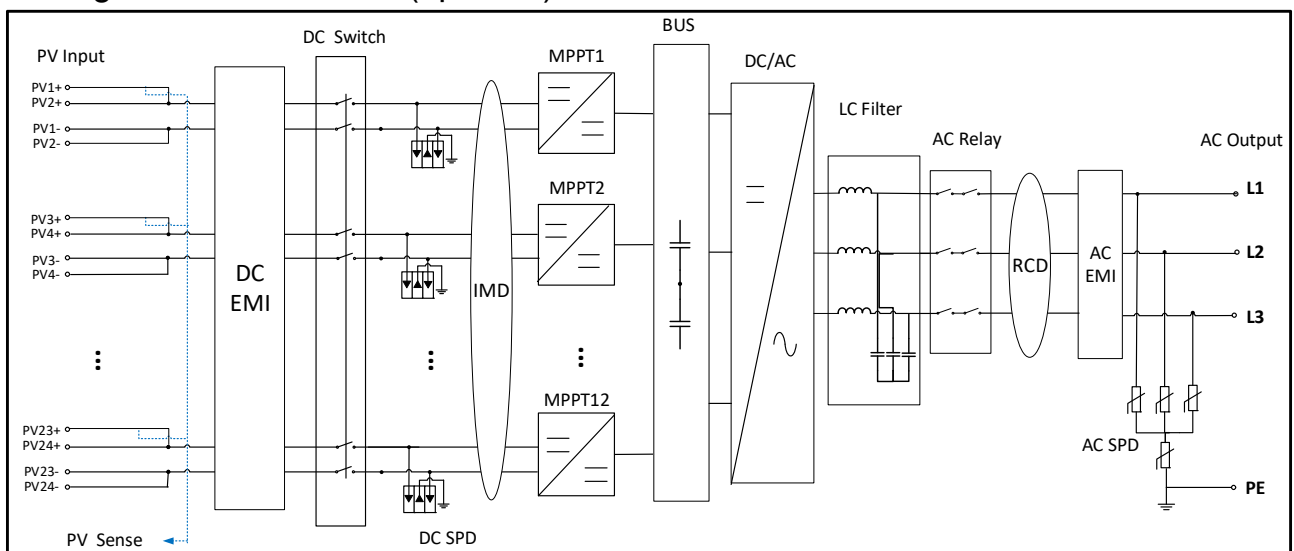 BUS
DC Switch
PV Input
MPPT1
DC/AC
PV1+
PV2+
PV1-
PV2-
LC Filter
AC Relay
AC Output
L1
MPPT2
PV3+
PV4+
PV3-
PV4-
L2
DC
EMI
IMD
RCD
AC
EMI
L3
MPPT12
PV23+
PV24+
PV23-
PV24-
AC SPD
PE
PV Sense
DC SPD